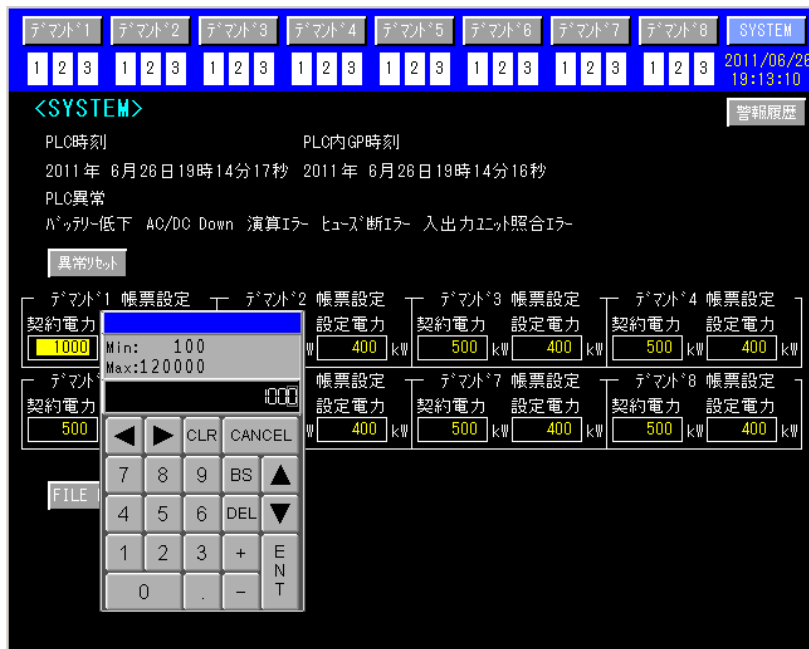 デマンド1 デマンド2 デマンド3 デマンド4 デマンド5 デマンド6 デマンド7 デマンド8 SYSTEM
1 2 3 1 2 3 1 2 3 1 2 3 1 2 3 1 2 3 1 2 3 1 2 3 2011/06/26
19:13:10
<SYSTEM> 警報履歴
PLC時刻 PLC内GP時刻
2011年 6月26日19時14分17秒 2011年 6月26日19時14分16秒
PLC異常
バッテリー低下 AC/DC Down 演算エラー ヒューズ断エラー 入出力ユニット照合エラー
異常リセット
デマンド1 帳票設定 デマンド2 帳票設定 デマンド3 帳票設定 デマンド4 帳票設定
契約電力 設定電力 契約電力 設定電力 契約電力 設定電力
1000 kW 400 kW 500 kW 400 kW 500 kW 400 kW
デマンド 帳票設定 デマンド7 帳票設定 デマンド8 帳票設定
契約電力 設定電力 契約電力 設定電力 契約電力 設定電力
500 kW 400 kW 500 kW 400 kW 500 kW 400 kW
FILE
Min: 100
Max:120000
1000
◀ ▶ CLR CANCEL
7 8 9 BS ▲
4 5 6 DEL ▼
1 2 3 + ENT
0 . -